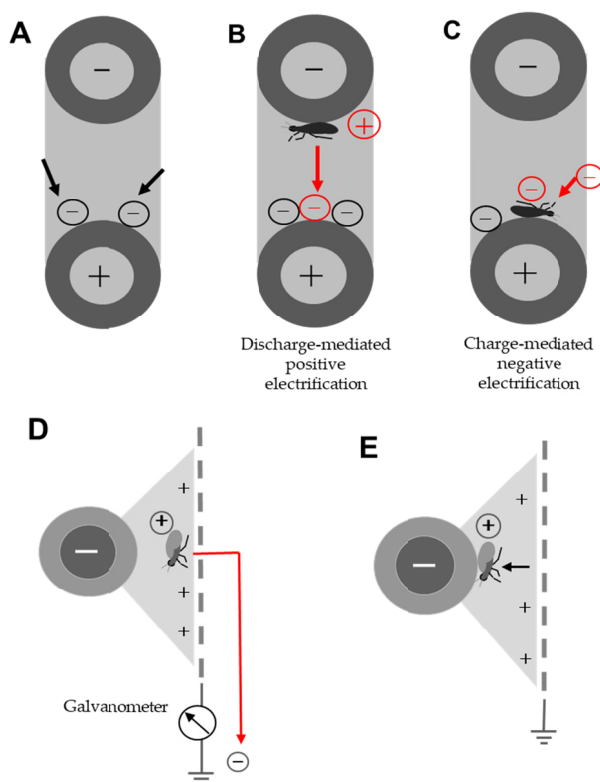 A
B
C
−
−
−
+
− −
− − −
−
−
−
+
+
+
Discharge-mediated
positive
electrification
Charge-mediated
negative
electrification
D
E
+
+
−
+
+
Galvanometer
−
+
+
−
+
+